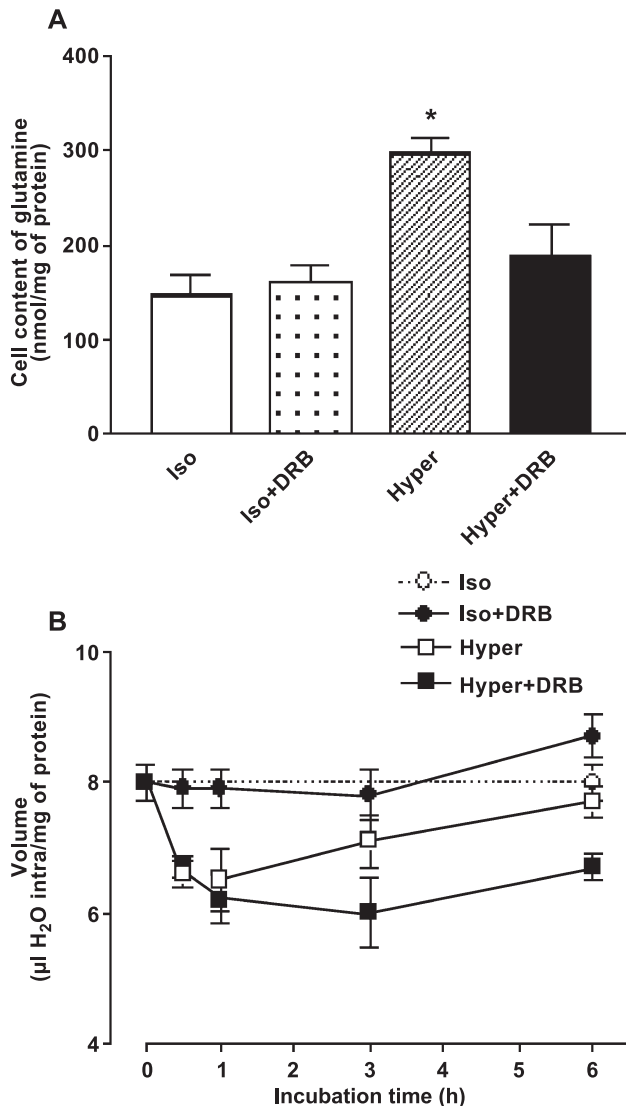 A
Cell content of glutamine
(nmol/mg of protein)
400
300
200
100
0
*
Iso
Iso+DRB
Hyper
Hyper+DRB
B
Iso
Iso+DRB
Hyper
Hyper+DRB
Volume
(µl H₂O intra/mg of protein)
10
8
6
4
0 1 2 3 4 5 6
Incubation time (h)